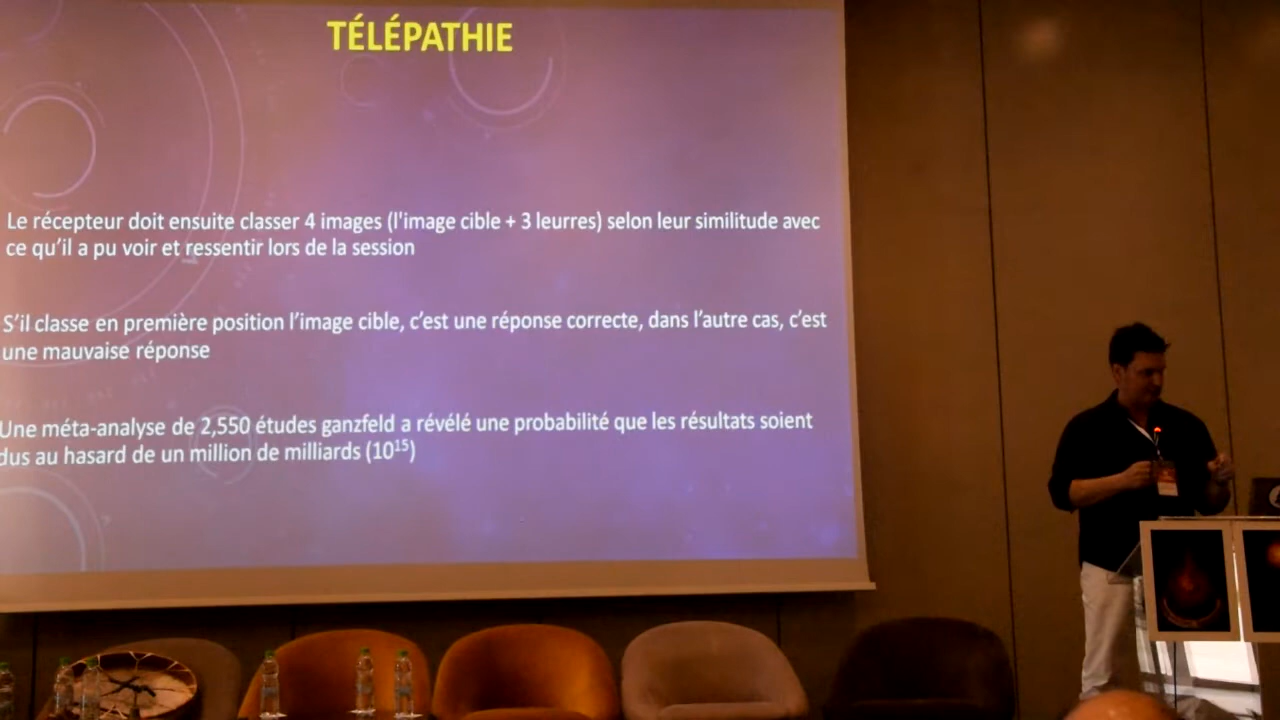 TÉLÉPATHIE
Le récepteur doit ensuite classer 4 images (l'image cible + 3 leurres) selon leur similitude avec
ce qu'il a pu voir et ressentir lors de la session
S'il classe en première position l'image cible, c'est une réponse correcte, dans l'autre cas, c'est
une mauvaise réponse
Une méta-analyse de 2,550 études ganzfeld a révélé une probabilité que les résultats soient
dus au hasard de un million de milliards (10¹⁵)